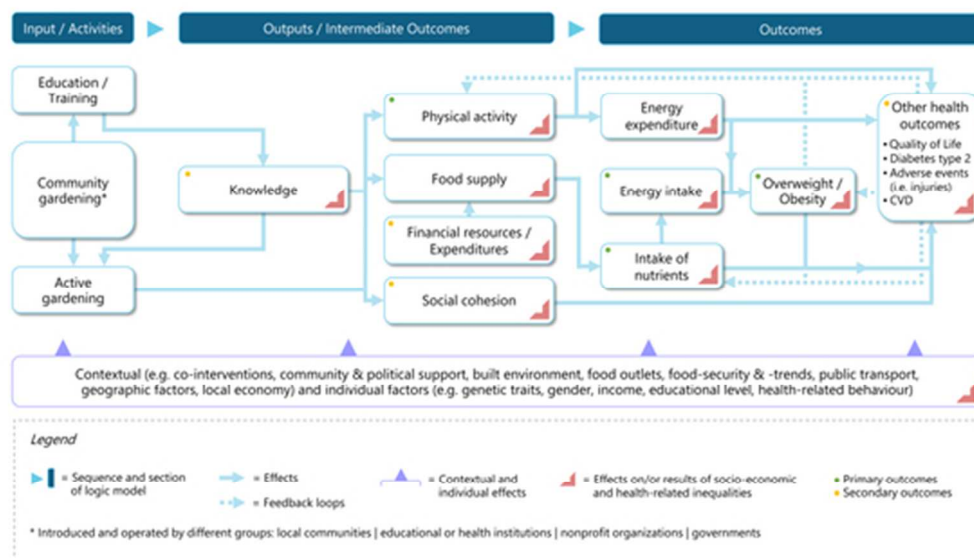 Input / Activities
Outputs / Intermediate Outcomes
Outcomes
Education /
Training
Community
gardening*
Active
gardening
Knowledge
Physical activity
Food supply
Financial resources /
Expenditures
Social cohesion
Energy
expenditure
Energy intake
Intake of
nutrients
Overweight /
Obesity
Other health
outcomes
• Quality of Life
• Diabetes type 2
• Adverse events
(i.e. injuries)
• CVD
Contextual (e.g. co-interventions, community & political support, built environment, food outlets, food-security & -trends, public transport,
geographic factors, local economy) and individual factors (e.g. genetic traits, gender, income, educational level, health-related behaviour)
Legend
= Sequence and section
of logic model
= Effects
= Feedback loops
= Contextual and
individual effects
= Effects on/or results of socio-economic
and health-related inequalities
• Primary outcomes
• Secondary outcomes
* Introduced and operated by different groups: local communities | educational or health institutions | nonprofit organizations | governments